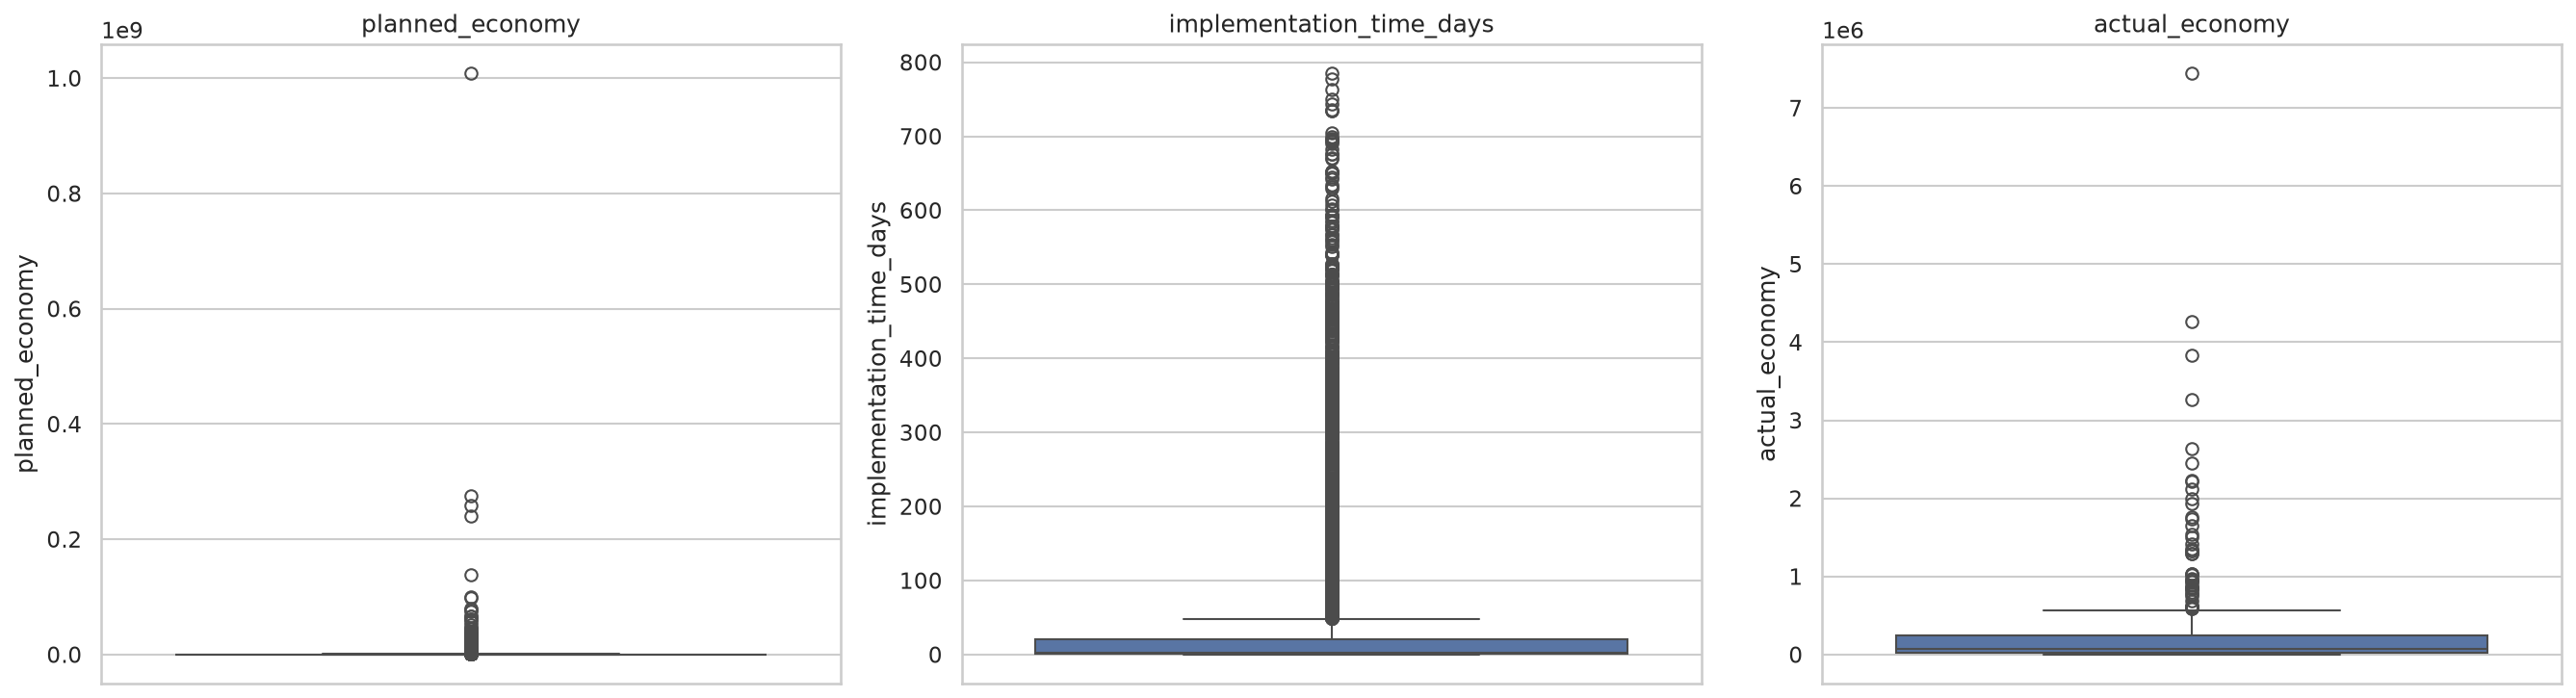 planned_economy
1e9
1.0
0.8
0.6
0.4
0.2
0.0
planned_economy
implementation_time_days
800
700
600
500
400
300
200
100
0
implementation_time_days
actual_economy
1e6
7
6
5
4
3
2
1
0
actual_economy